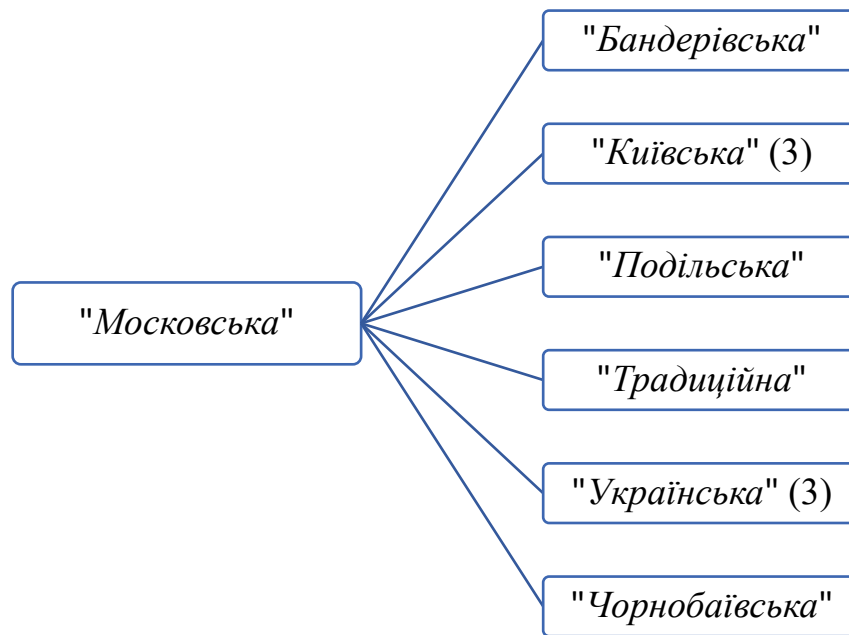 "Московська"
"Бандерівська"
"Київська" (3)
"Подільська"
"Традиційна"
"Українська" (3)
"Чорнобаївська"